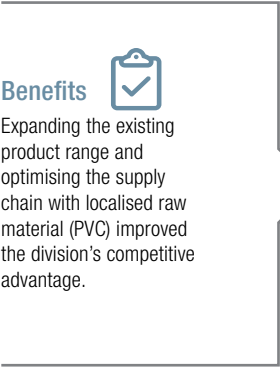 Benefits
Expanding the existing
product range and
optimising the supply
chain with localised raw
material (PVC) improved
the division’s competitive
advantage.